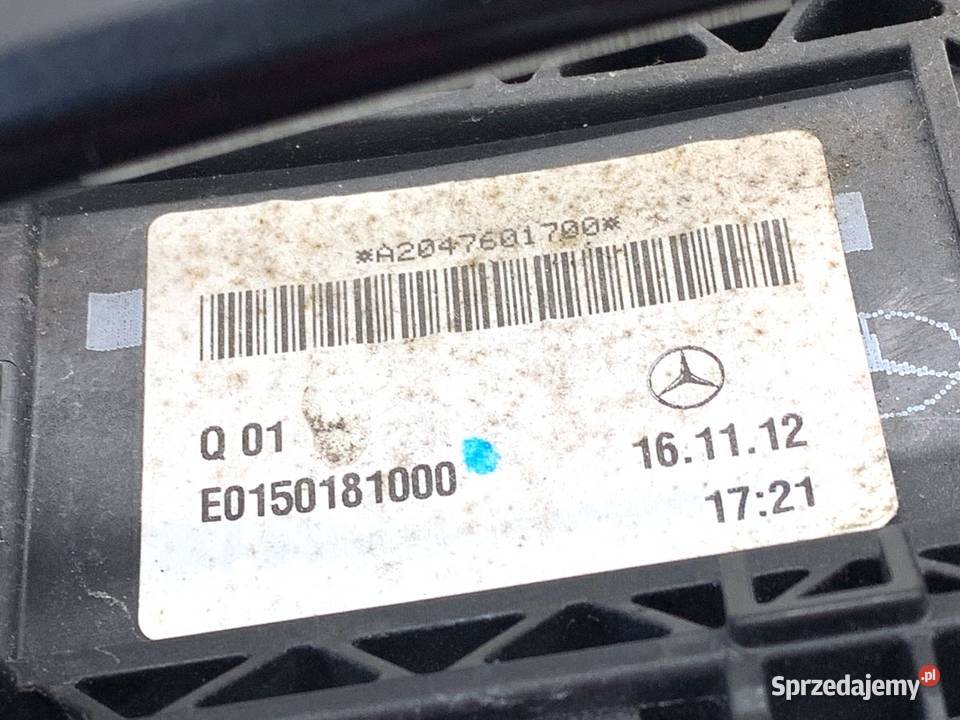 *A2047601700*
Q 01
E0150181000
16.11.12
17:21
Sprzedajemy.pl